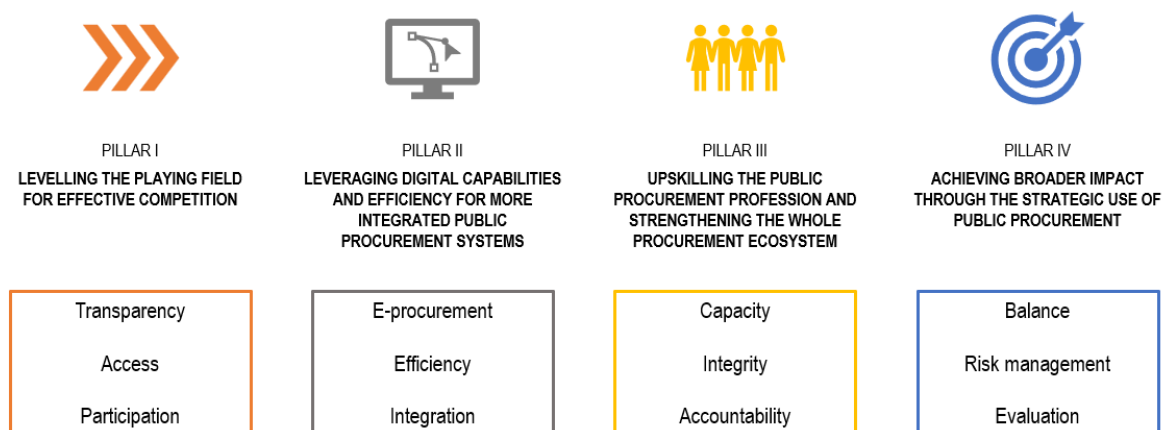 PILLAR I
LEVELLING THE PLAYING FIELD
FOR EFFECTIVE COMPETITION
Transparency
Access
Participation
PILLAR II
LEVERAGING DIGITAL CAPABILITIES
AND EFFICIENCY FOR MORE
INTEGRATED PUBLIC
PROCUREMENT SYSTEMS
E-procurement
Efficiency
Integration
PILLAR III
UPSKILLING THE PUBLIC
PROCUREMENT PROFESSION AND
STRENGTHENING THE WHOLE
PROCUREMENT ECOSYSTEM
Capacity
Integrity
Accountability
PILLAR IV
ACHIEVING BROADER IMPACT
THROUGH THE STRATEGIC USE OF
PUBLIC PROCUREMENT
Balance
Risk management
Evaluation